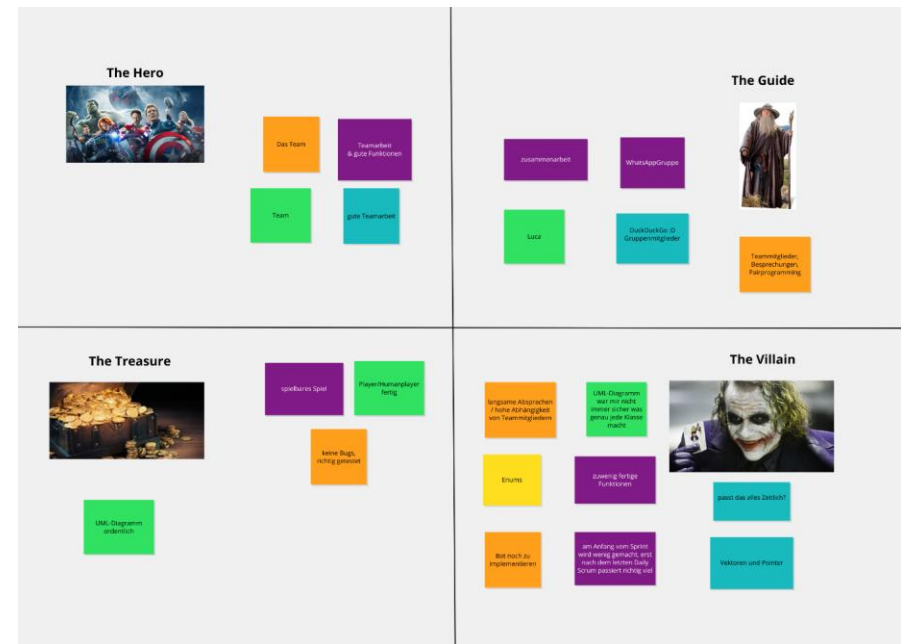 The Hero
Das Team
Teamarbeit
& gute Funktionen
Team
gute Teamarbeit
The Guide
zusammenarbeit
WhatsAppGruppe
Luca
DuckDuckGo :D
Gruppenmitglieder
Teammitglieder,
Besprechungen,
Pairprogramming
The Treasure
spielbares Spiel
Player/Humanplayer
fertig
keine Bugs,
richtig getestet
UML-Diagramm
ordentlich
The Villain
langsame Absprachen
/ hohe Abhängigkeit
von Teammitgliedern
UML-Diagramm
war mir nicht
immer sicher was
genau jede Klasse
macht
Enums
zuwenig fertige
Funktionen
passt das alles Zeitlich?
Bot noch zu
implementieren
am Anfang vom Sprint
wird wenig gemacht, erst
nach dem letzten Daily
Scrum passiert richtig viel
Vektoren und Pointer